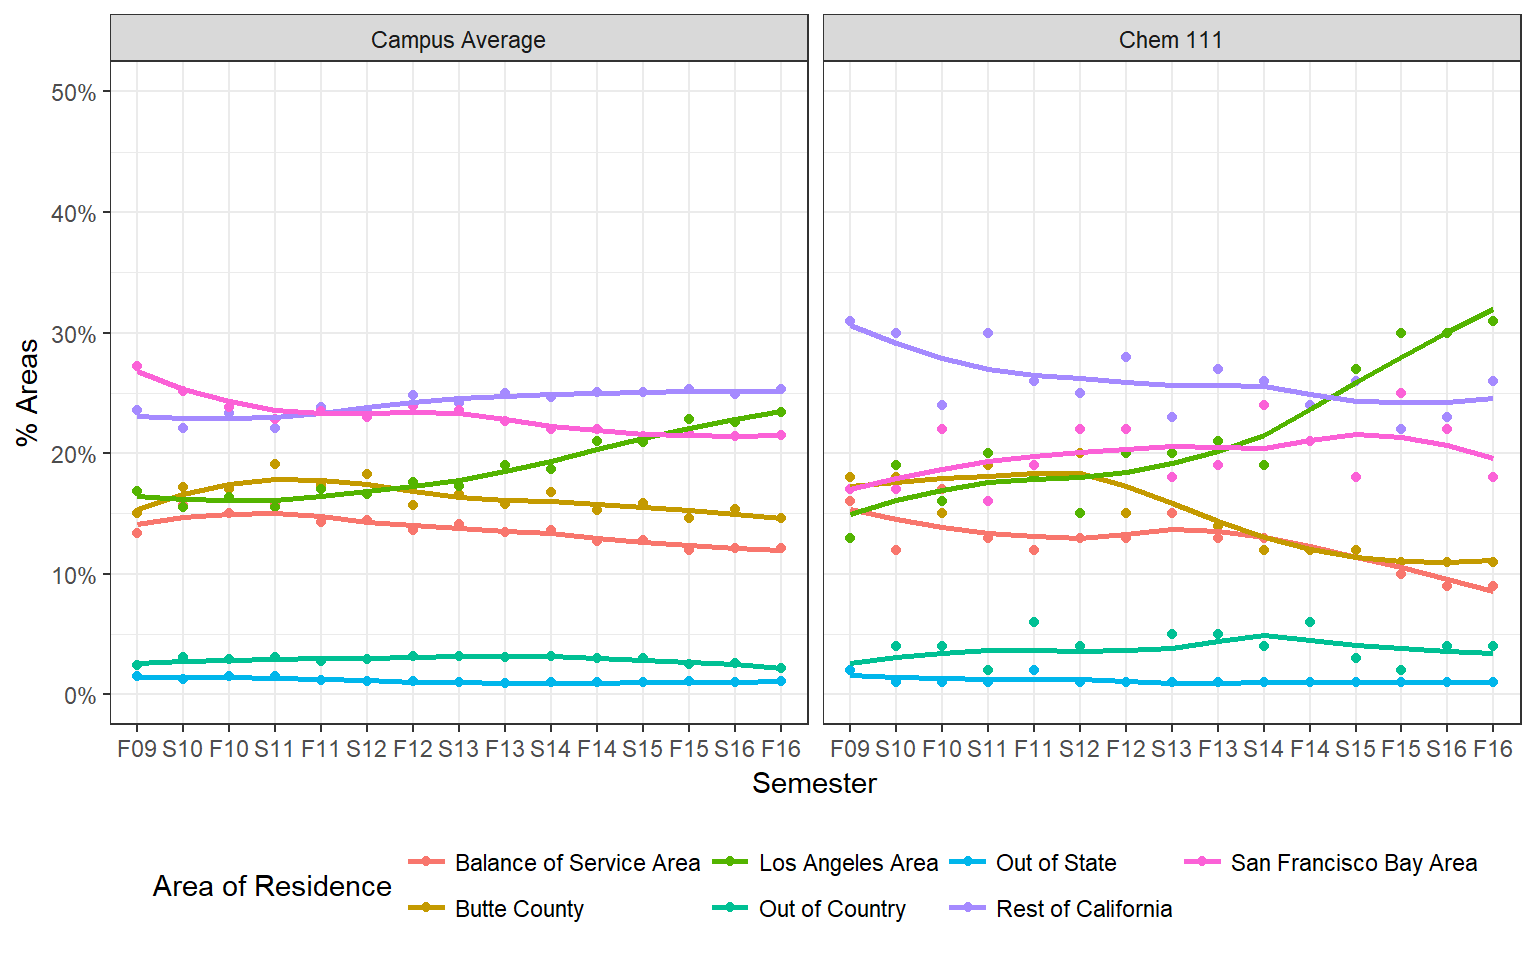 Campus Average
Chem 111
50%
40%
30%
20%
10%
0%
% Areas
F09 S10 F10 S11 F11 S12 F12 S13 F13 S14 F14 S15 F15 S16 F16
F09 S10 F10 S11 F11 S12 F12 S13 F13 S14 F14 S15 F15 S16 F16
Semester
Area of Residence
Balance of Service Area
Los Angeles Area
Out of State
San Francisco Bay Area
Butte County
Out of Country
Rest of California